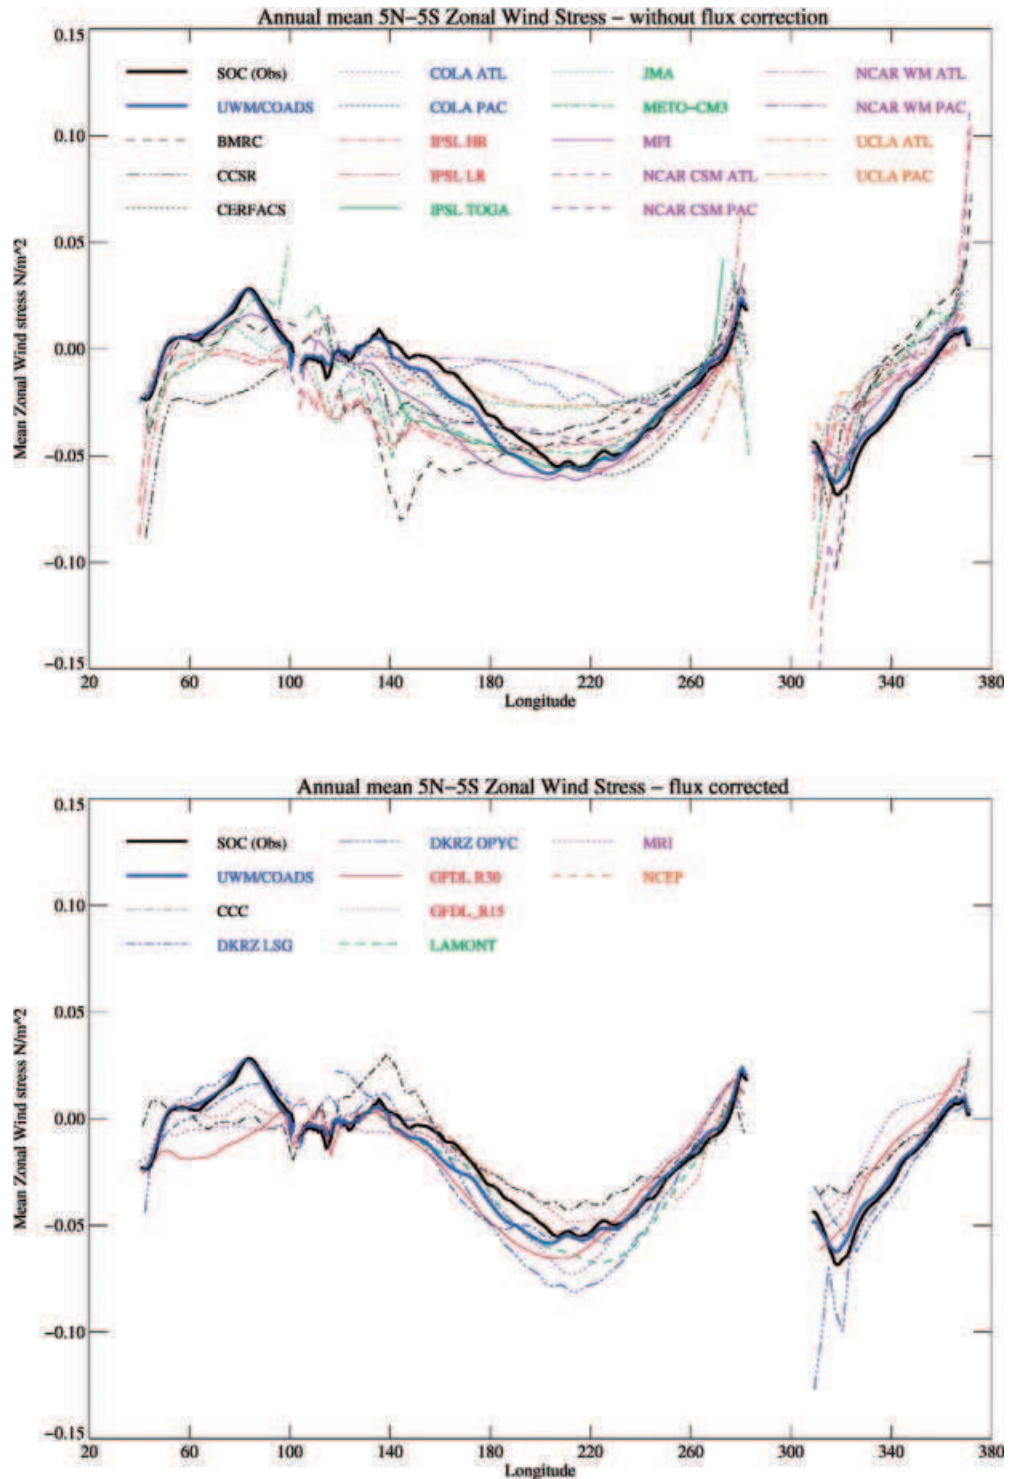 Annual mean 5N-5S Zonal Wind Stress - without flux correction
0.15
0.10
0.05
0.00
-0.05
-0.10
-0.15
Mean Zonal Wind stress N/m^2
SOC (Obs)
UWM/COADS
BMRC
CCSR
CERFACS
COLA ATL
COLA PAC
IPSL HR
IPSL LR
IPSL TOGA
JMA
METO-CM3
MPI
NCAR CSM ATL
NCAR CSM PAC
NCAR WM ATL
NCAR WM PAC
UCLA ATL
UCLA PAC
20 60 100 140 180 220 260 300 340 380
Longitude
Annual mean 5N-5S Zonal Wind Stress - flux corrected
0.15
0.10
0.05
0.00
-0.05
-0.10
-0.15
Mean Zonal Wind stress N/m^2
SOC (Obs)
UWM/COADS
CCC
DKRZ LSG
DKRZ OPYC
GFDL R30
GFDL_R15
LAMONT
MRI
NCEP
20 60 100 140 180 220 260 300 340 380
Longitude